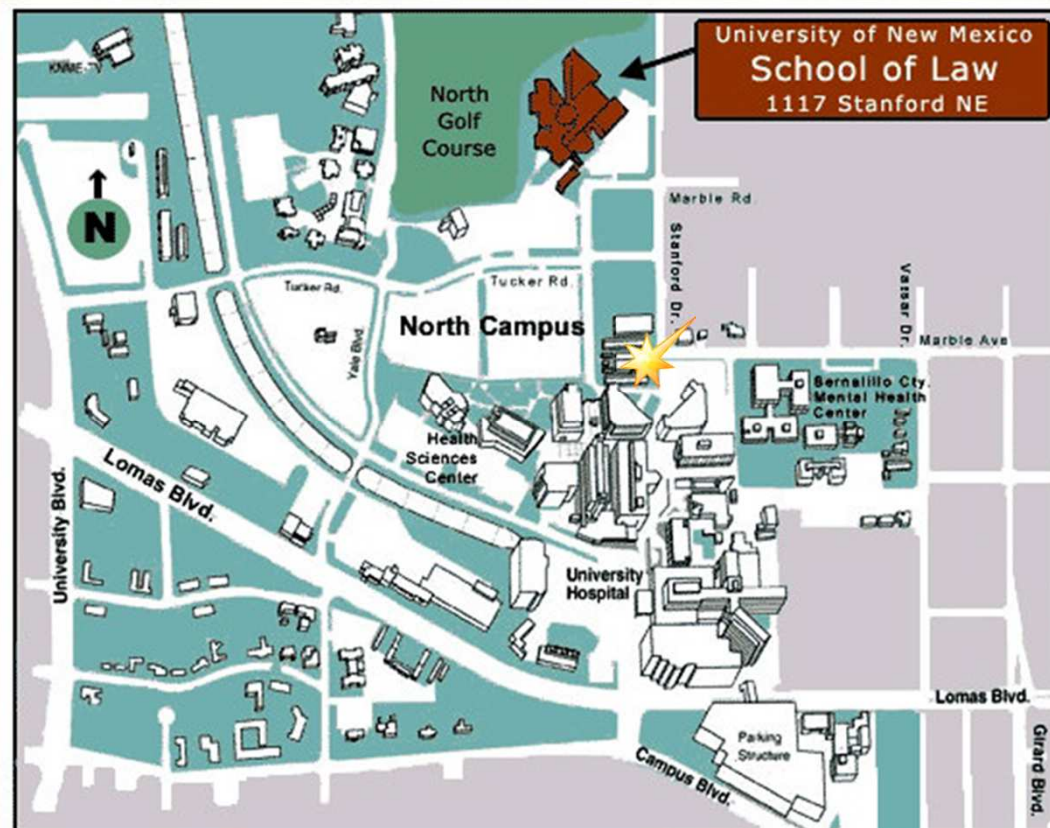 University of New Mexico
School of Law
1117 Stanford NE
KNME-TV
North
Golf
Course
N
Marble Rd.
Stanford Dr.
Tucker Rd.
Tucker Rd.
Vassar Dr.
North Campus
Yale Blvd.
Marble Ave
Bernalillo Cty.
Mental Health
Center
Health
Sciences
Center
Lomas Blvd.
University Blvd.
University
Hospital
Lomas Blvd.
Parking
Structure
Campus Blvd.
Girard Blvd.